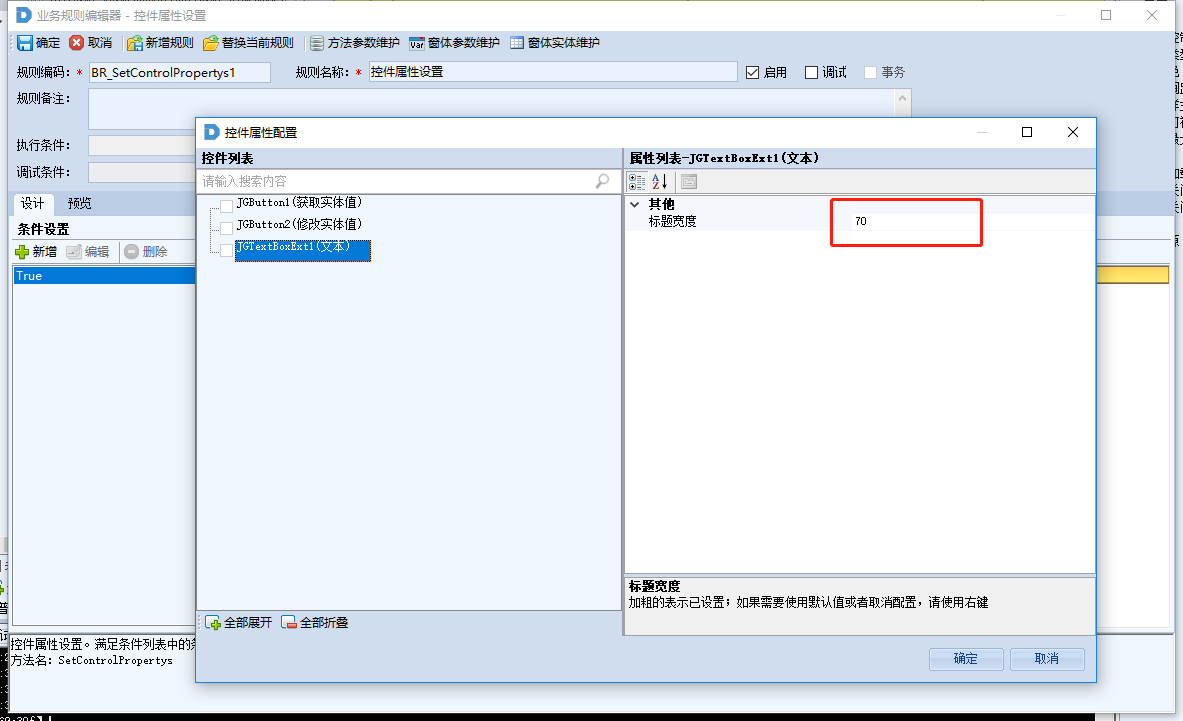 业务规则编辑器 - 控件属性设置
确定 取消 新增规则 替换当前规则 方法参数维护 窗体参数维护 窗体实体维护
规则编码: * BR_SetControlPropertys1 规则名称: * 控件属性设置 启用 调试 事务
规则备注:
执行条件:
调试条件:
设计 预览
条件设置
新增 编辑 删除
True
控件属性设置。满足条件列表中的
方法名: SetControlPropertys
控件属性配置
控件列表
请输入搜索内容
JGButton1(获取实体值)
JGButton2(修改实体值)
JGTextBoxExt1(文本)
全部展开 全部折叠
属性列表-JGTextBoxExt1(文本)
其他
标题宽度 70
标题宽度
加粗的表示已设置; 如果需要使用默认值或者取消配置, 请使用右键
确定 取消